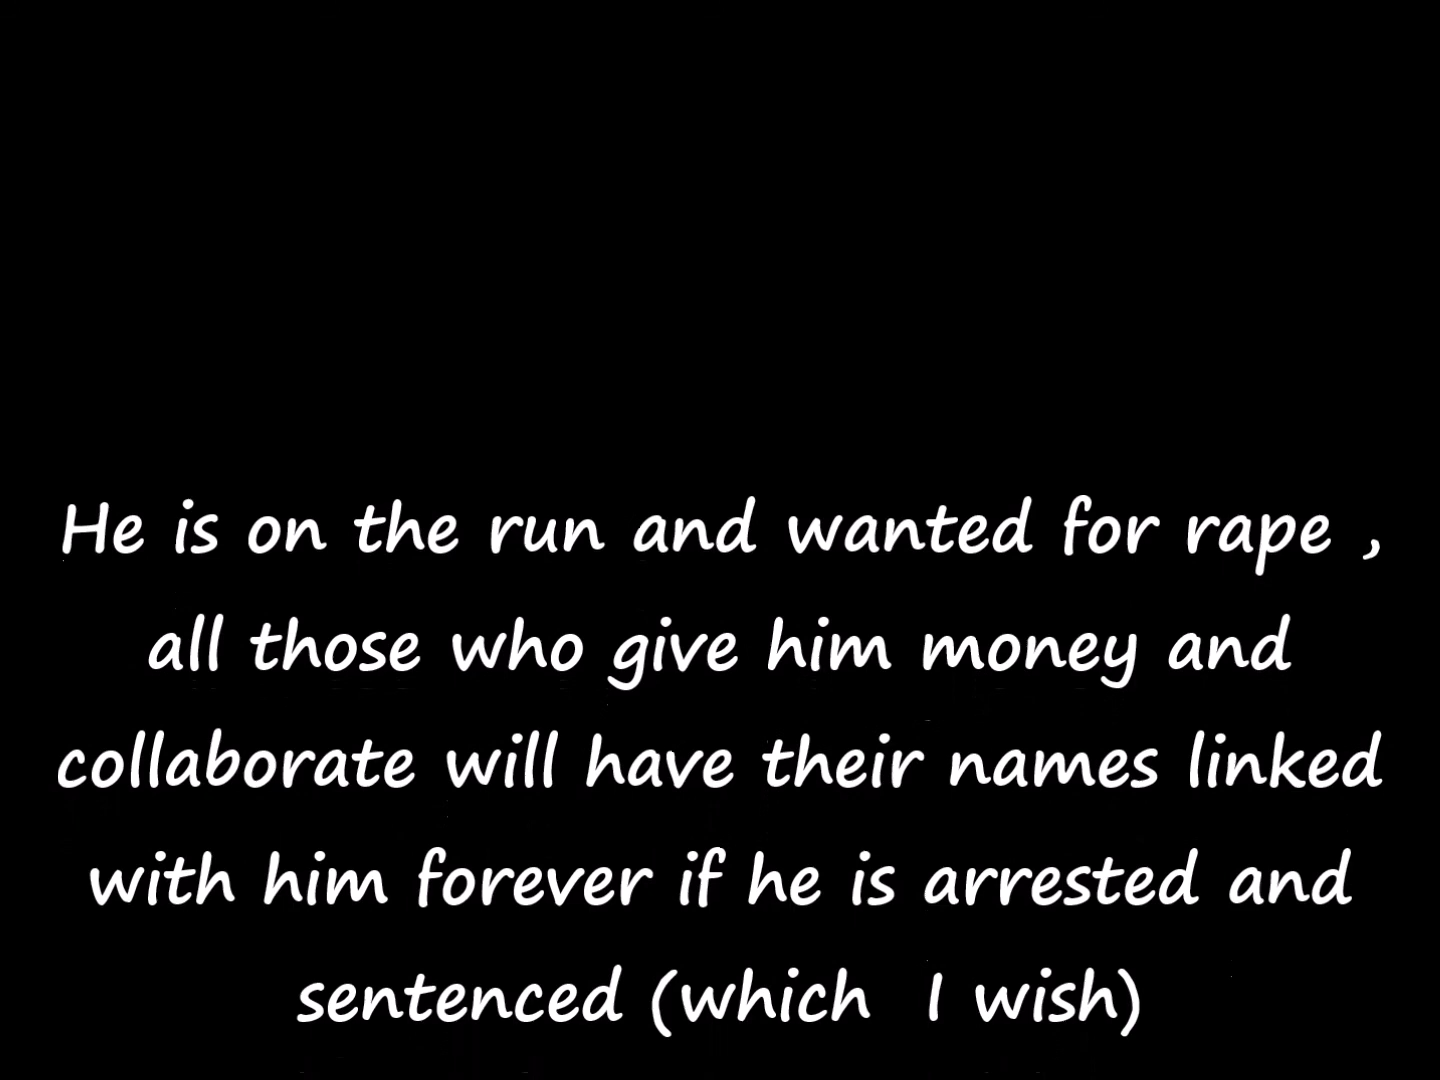 He is on the run and wanted for rape ,
all those who give him money and
collaborate will have their names linked
with him forever if he is arrested and
sentenced (which I wish)